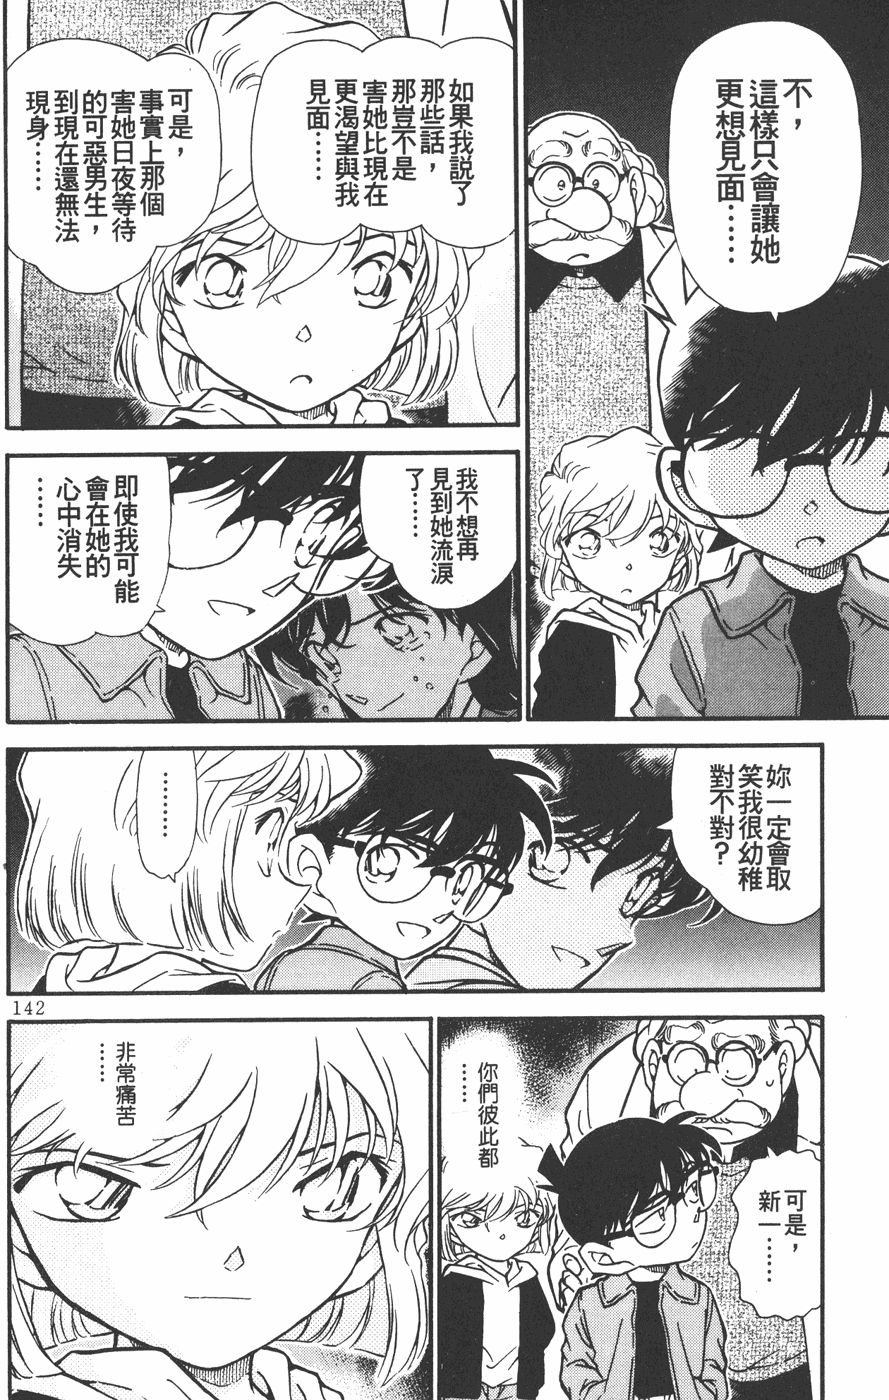 不，
這樣只會讓她
更想見面……
如果我說了
那些話，
那豈不是
害她比現在
更渴望與我
見面……
可是，
事實上那個
害她日夜等待
的可惡男生，
到現在還無法
現身……
我不想再
見到她流淚
了……
即使我可能
會在她的
心中消失
……
妳一定會取
笑我很幼稚
對不對？
……
142
可是，
新一……
你們彼此都
……
非常痛苦
……